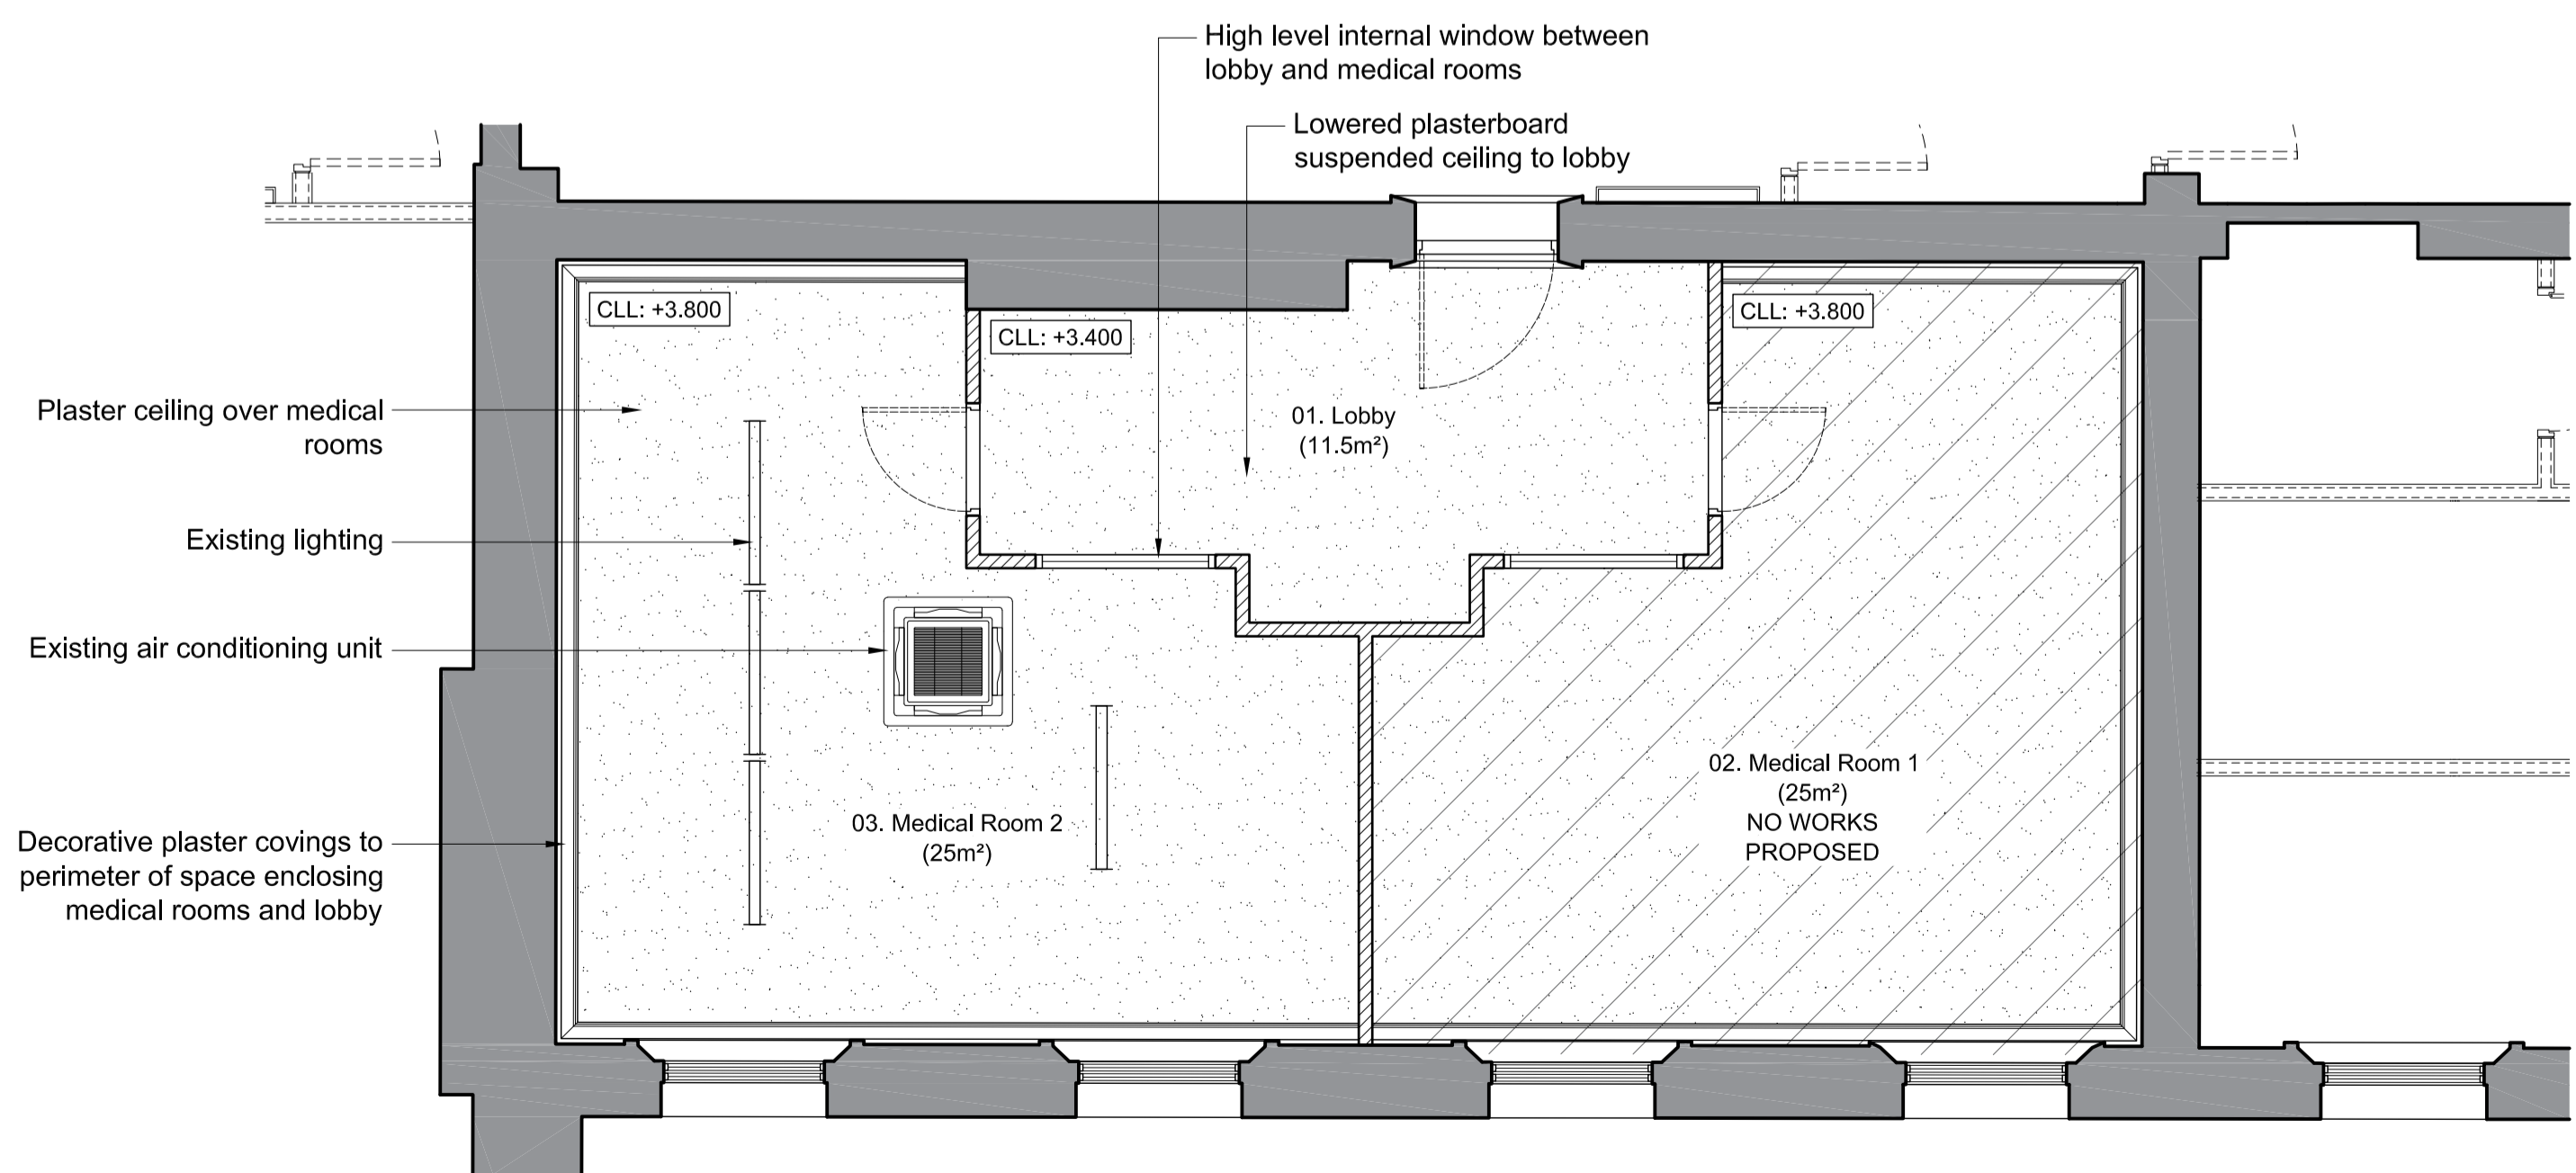 High level internal window between
lobby and medical rooms
Lowered plasterboard
suspended ceiling to lobby
CLL: +3.800
CLL: +3.400
CLL: +3.800
Plaster ceiling over medical
rooms
01. Lobby
(11.5m²)
Existing lighting
Existing air conditioning unit
02. Medical Room 1
(25m²)
NO WORKS
PROPOSED
03. Medical Room 2
(25m²)
Decorative plaster covings to
perimeter of space enclosing
medical rooms and lobby